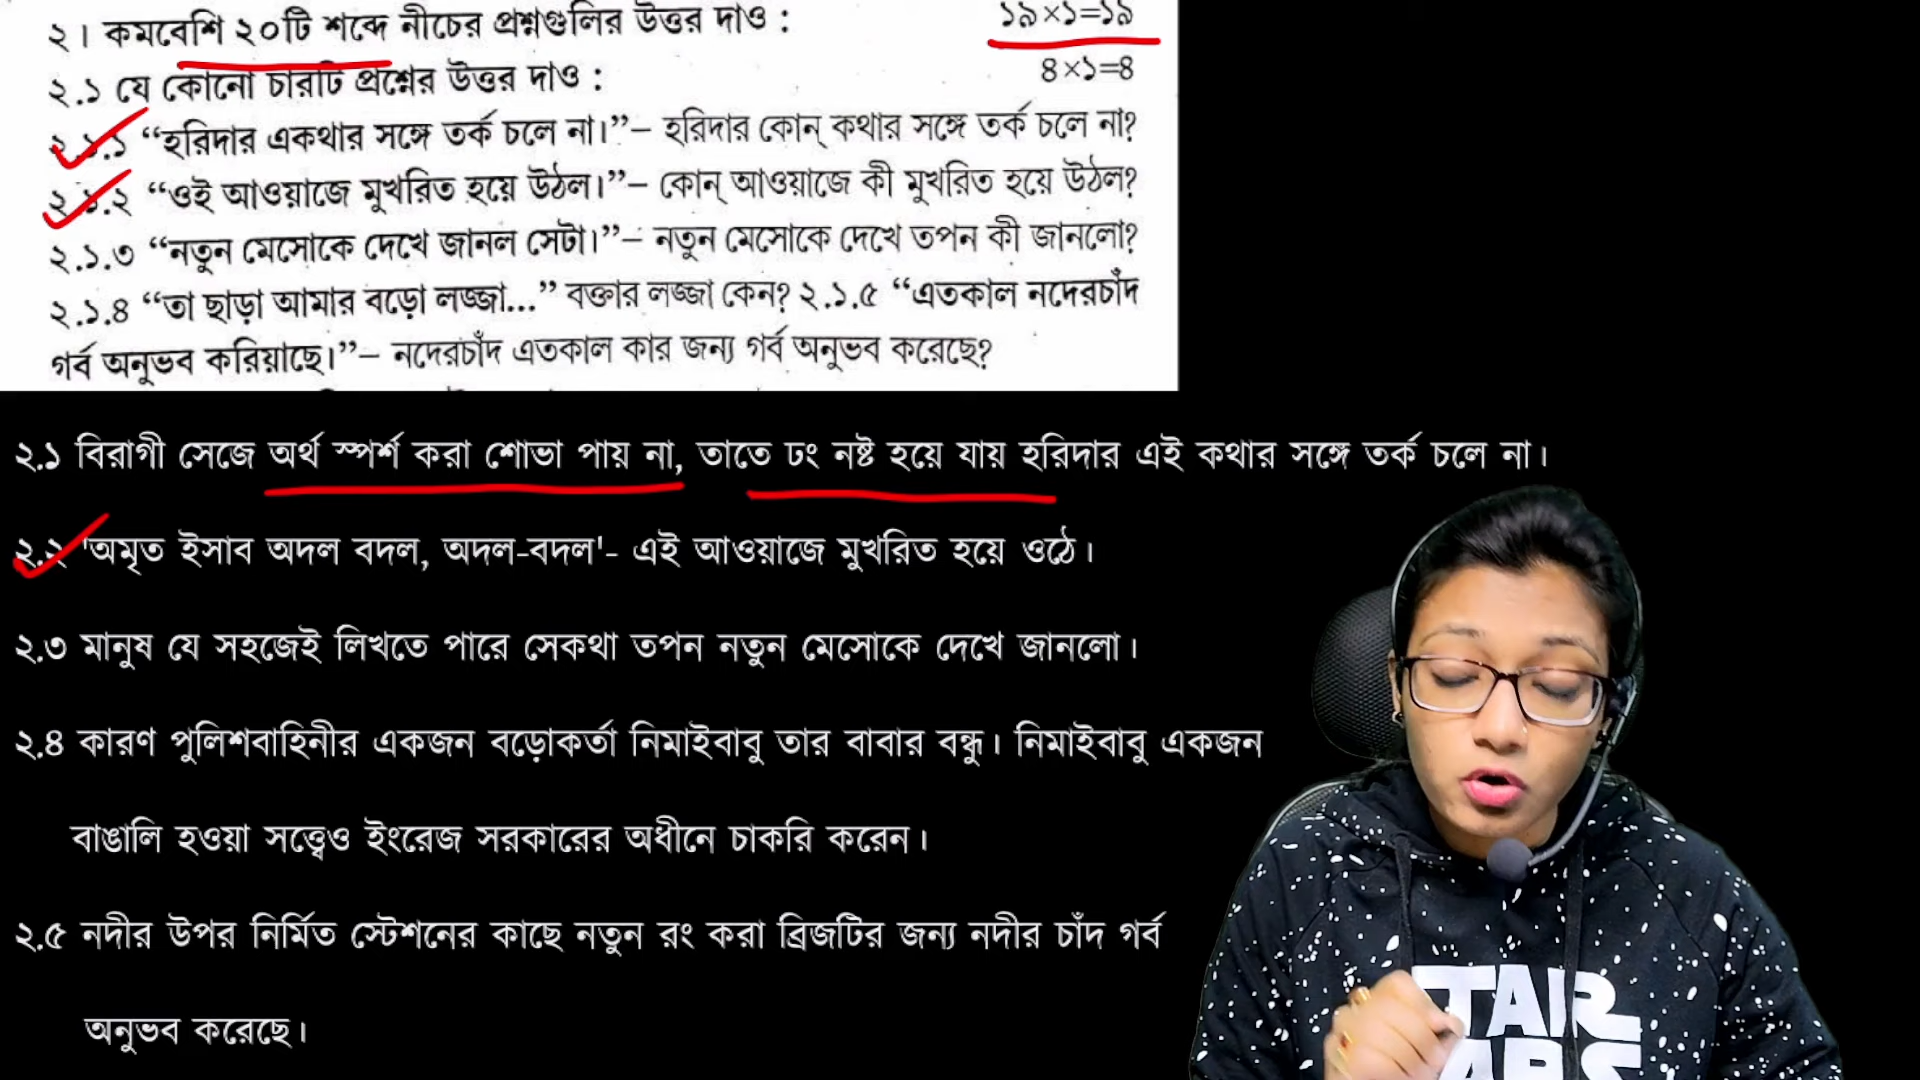 ২। কমবেশি ২০টি শব্দে নীচের প্রশ্নগুলির উত্তর দাও : ১৯×১=১৯
২.১ যে কোনো চারটি প্রশ্নের উত্তর দাও : ৪×১=৪
২.১.১ “হরিদার একথার সঙ্গে তর্ক চলে না।”– হরিদার কোন্ কথার সঙ্গে তর্ক চলে না?
২.১.২ “ওই আওয়াজে মুখরিত হয়ে উঠল।”– কোন্ আওয়াজে কী মুখরিত হয়ে উঠল?
২.১.৩ “নতুন মেসোকে দেখে জানল সেটা।”– নতুন মেসোকে দেখে তপন কী জানলো?
২.১.৪ “তা ছাড়া আমার বড়ো লজ্জা...” বক্তার লজ্জা কেন? ২.১.৫ “এতকাল নদেরচাঁদ
গর্ব অনুভব করিয়াছে।”– নদেরচাঁদ এতকাল কার জন্য গর্ব অনুভব করেছে?
২.১ বিরাগী সেজে অর্থ স্পর্শ করা শোভা পায় না, তাতে ঢং নষ্ট হয়ে যায় হরিদার এই কথার সঙ্গে তর্ক চলে না।
২.২ 'অমৃত ইসাব অদল বদল, অদল-বদল'- এই আওয়াজে মুখরিত হয়ে ওঠে।
২.৩ মানুষ যে সহজেই লিখতে পারে সেকথা তপন নতুন মেসোকে দেখে জানলো।
২.৪ কারণ পুলিশবাহিনীর একজন বড়োকর্তা নিমাইবাবু তার বাবার বন্ধু। নিমাইবাবু একজন
বাঙালি হওয়া সত্ত্বেও ইংরেজ সরকারের অধীনে চাকরি করেন।
২.৫ নদীর উপর নির্মিত স্টেশনের কাছে নতুন রং করা ব্রিজটির জন্য নদীর চাঁদ গর্ব
অনুভব করেছে।
STAR
WARS